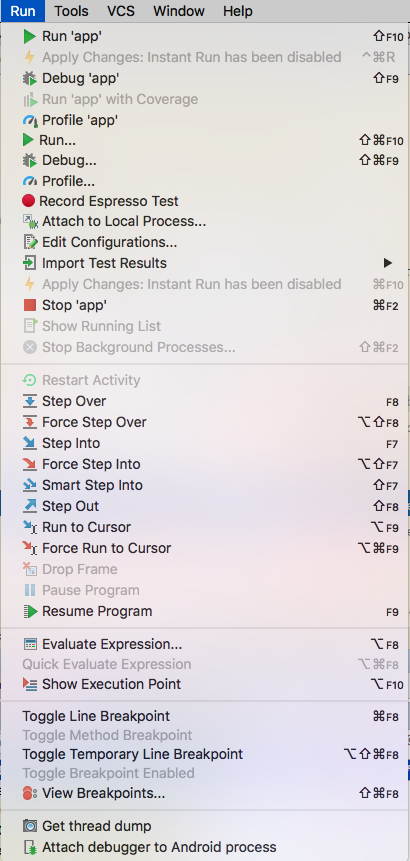 Run Tools VCS Window Help
Run 'app' ⇧F10
Apply Changes: Instant Run has been disabled ^⌘R
Debug 'app' ⇧F9
Run 'app' with Coverage
Profile 'app'
Run... ⇧⌘F10
Debug... ⇧⌘F9
Profile...
Record Espresso Test
Attach to Local Process...
Edit Configurations...
Import Test Results
Apply Changes: Instant Run has been disabled ⌘F10
Stop 'app' ⌘F2
Show Running List
Stop Background Processes... ⇧⌘F2
Restart Activity
Step Over F8
Force Step Over ⌥⇧F8
Step Into F7
Force Step Into ⌥⇧F7
Smart Step Into ⇧F7
Step Out ⇧F8
Run to Cursor ⌥F9
Force Run to Cursor ⌥⌘F9
Drop Frame
Pause Program
Resume Program F9
Evaluate Expression... ⌥F8
Quick Evaluate Expression ⌥⌘F8
Show Execution Point ⌥F10
Toggle Line Breakpoint ⌘F8
Toggle Method Breakpoint
Toggle Temporary Line Breakpoint ⌥⇧⌘F8
Toggle Breakpoint Enabled
View Breakpoints... ⇧⌘F8
Get thread dump
Attach debugger to Android process